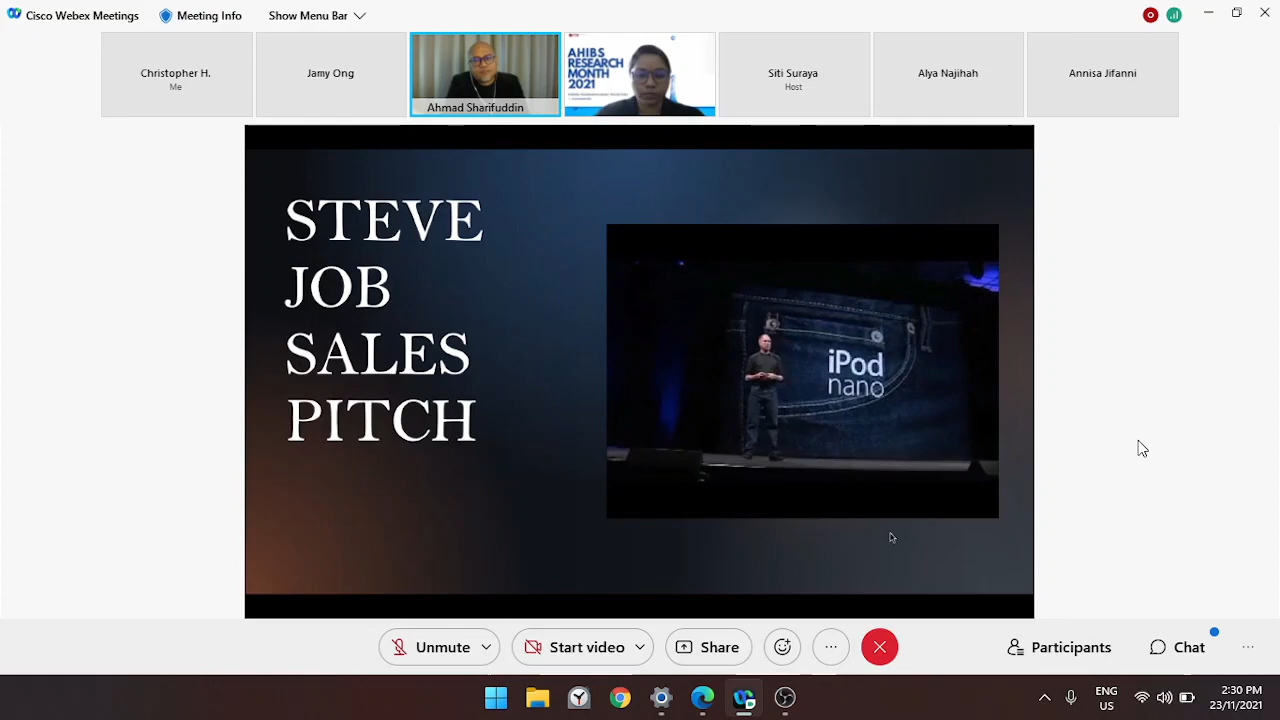 Cisco Webex Meetings
Meeting Info
Show Menu Bar
Christopher H.
Me
Jamy Ong
Ahmad Sharifuddin
AHIBS
RESEARCH
MONTH
2021
Siti Suraya
Host
Alya Najihah
Annisa Jifanni
STEVE
JOB
SALES
PITCH
iPod
nano
Unmute
Start video
Share
Participants
Chat
ENG
US
2:30 PM
23/11/2021